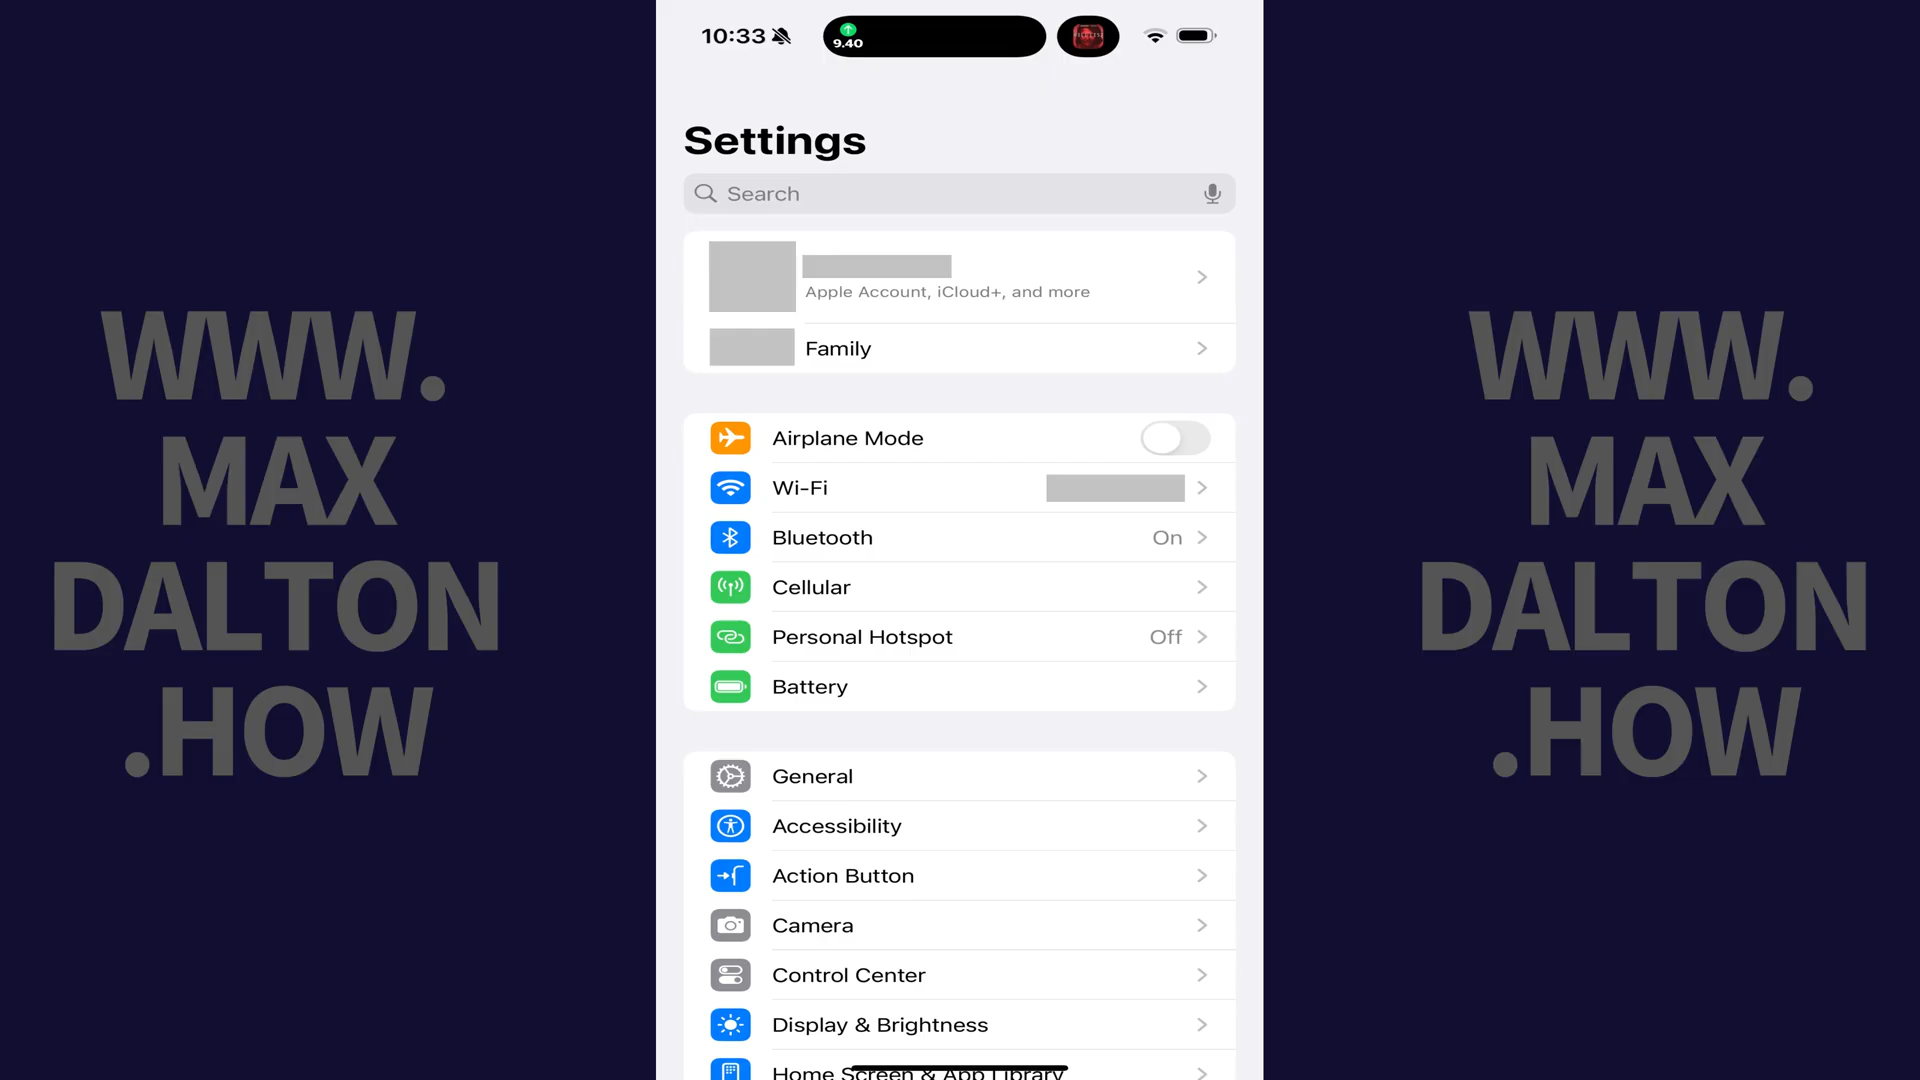 10:33
9.40
Settings
Search
Apple Account, iCloud+, and more
Family
Airplane Mode
Wi-Fi
Bluetooth
On
Cellular
Personal Hotspot
Off
Battery
General
Accessibility
Action Button
Camera
Control Center
Display & Brightness
Home Screen & App Library
WWW.
MAX
DALTON
.HOW
WWW.
MAX
DALTON
.HOW